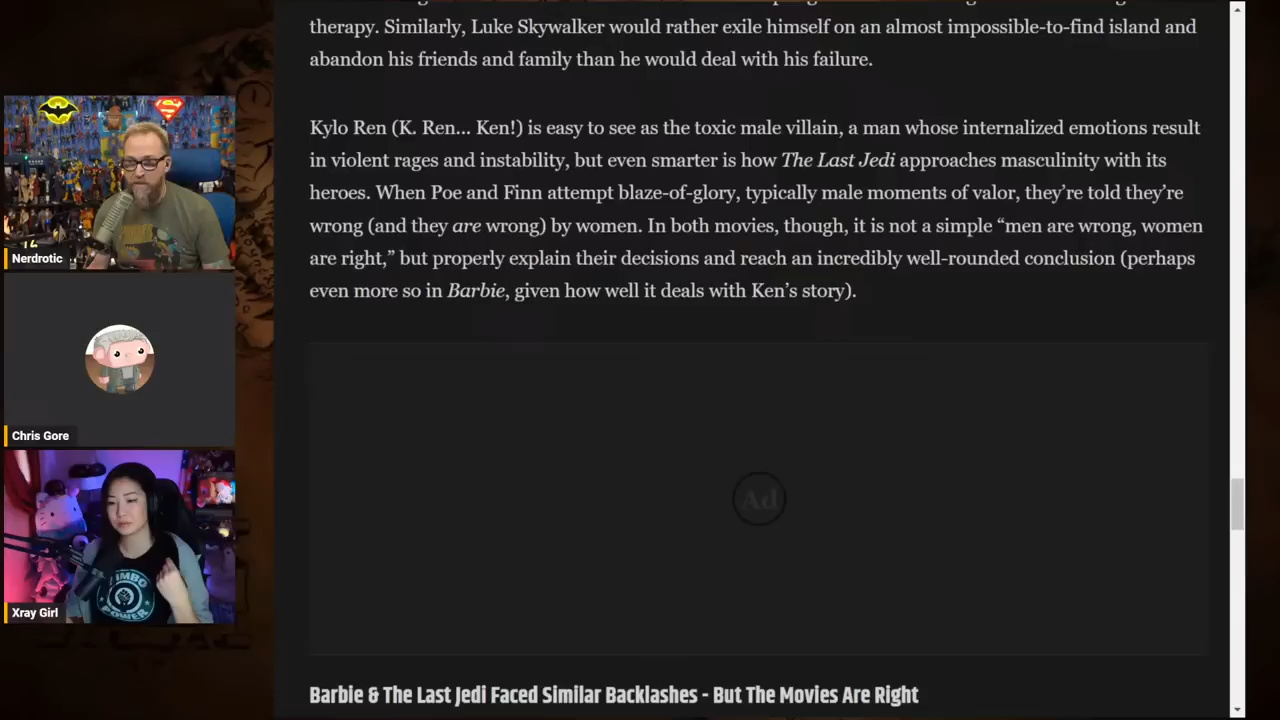 therapy. Similarly, Luke Skywalker would rather exile himself on an almost impossible-to-find island and
abandon his friends and family than he would deal with his failure.
Kylo Ren (K. Ren... Ken!) is easy to see as the toxic male villain, a man whose internalized emotions result
in violent rages and instability, but even smarter is how The Last Jedi approaches masculinity with its
heroes. When Poe and Finn attempt blaze-of-glory, typically male moments of valor, they’re told they’re
wrong (and they are wrong) by women. In both movies, though, it is not a simple “men are wrong, women
are right,” but properly explain their decisions and reach an incredibly well-rounded conclusion (perhaps
even more so in Barbie, given how well it deals with Ken’s story).
Ad
Barbie & The Last Jedi Faced Similar Backlashes - But The Movies Are Right
Nerdrotic
Chris Gore
POWER
Xray Girl